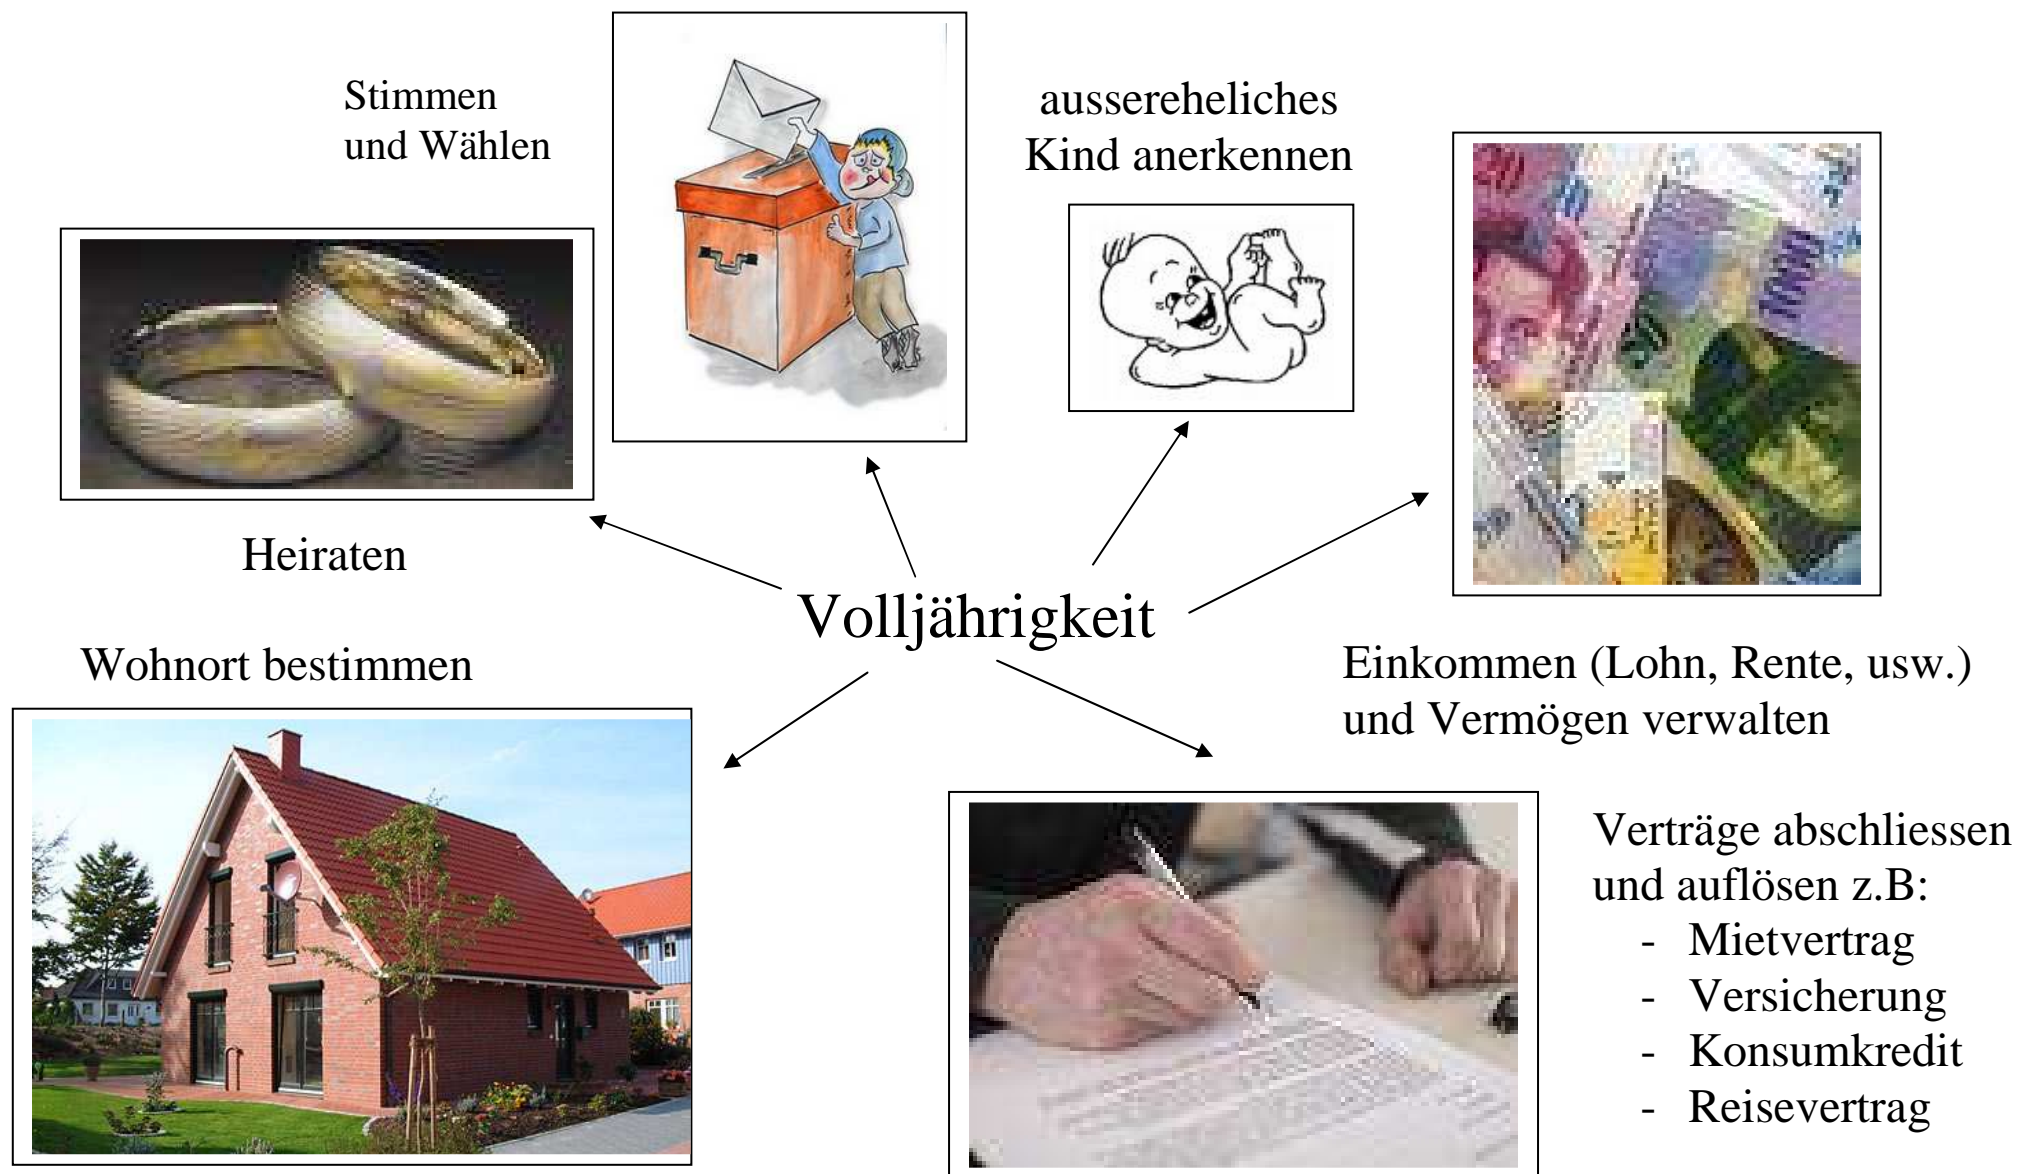 Stimmen
und Wählen
aussereheliches
Kind anerkennen
Heiraten
Volljährigkeit
Wohnort bestimmen
Einkommen (Lohn, Rente, usw.)
und Vermögen verwalten
Verträge abschliessen
und auflösen z.B:
- Mietvertrag
- Versicherung
- Konsumkredit
- Reisevertrag